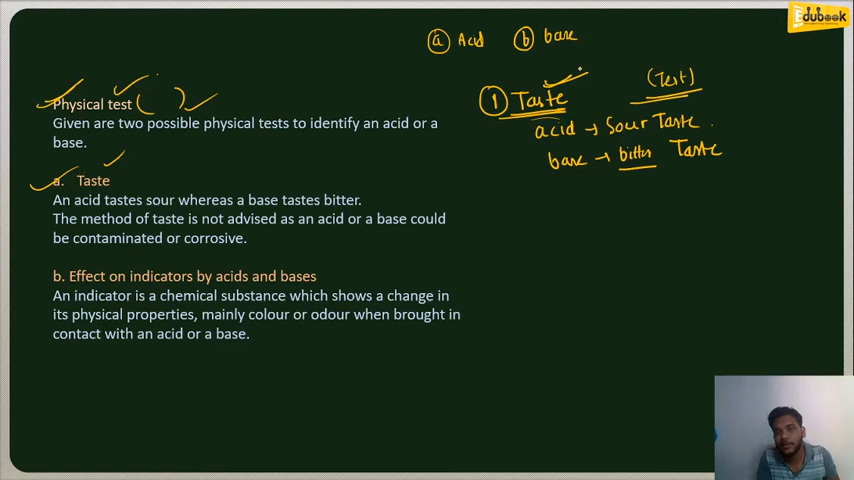 Edubook
ⓐ Acid ⓑ base
Physical test ( )
Given are two possible physical tests to identify an acid or a
base.
a. Taste
An acid tastes sour whereas a base tastes bitter.
The method of taste is not advised as an acid or a base could
be contaminated or corrosive.
b. Effect on indicators by acids and bases
An indicator is a chemical substance which shows a change in
its physical properties, mainly colour or odour when brought in
contact with an acid or a base.
① Taste (Test)
acid → Sour Taste.
base → bitter Taste